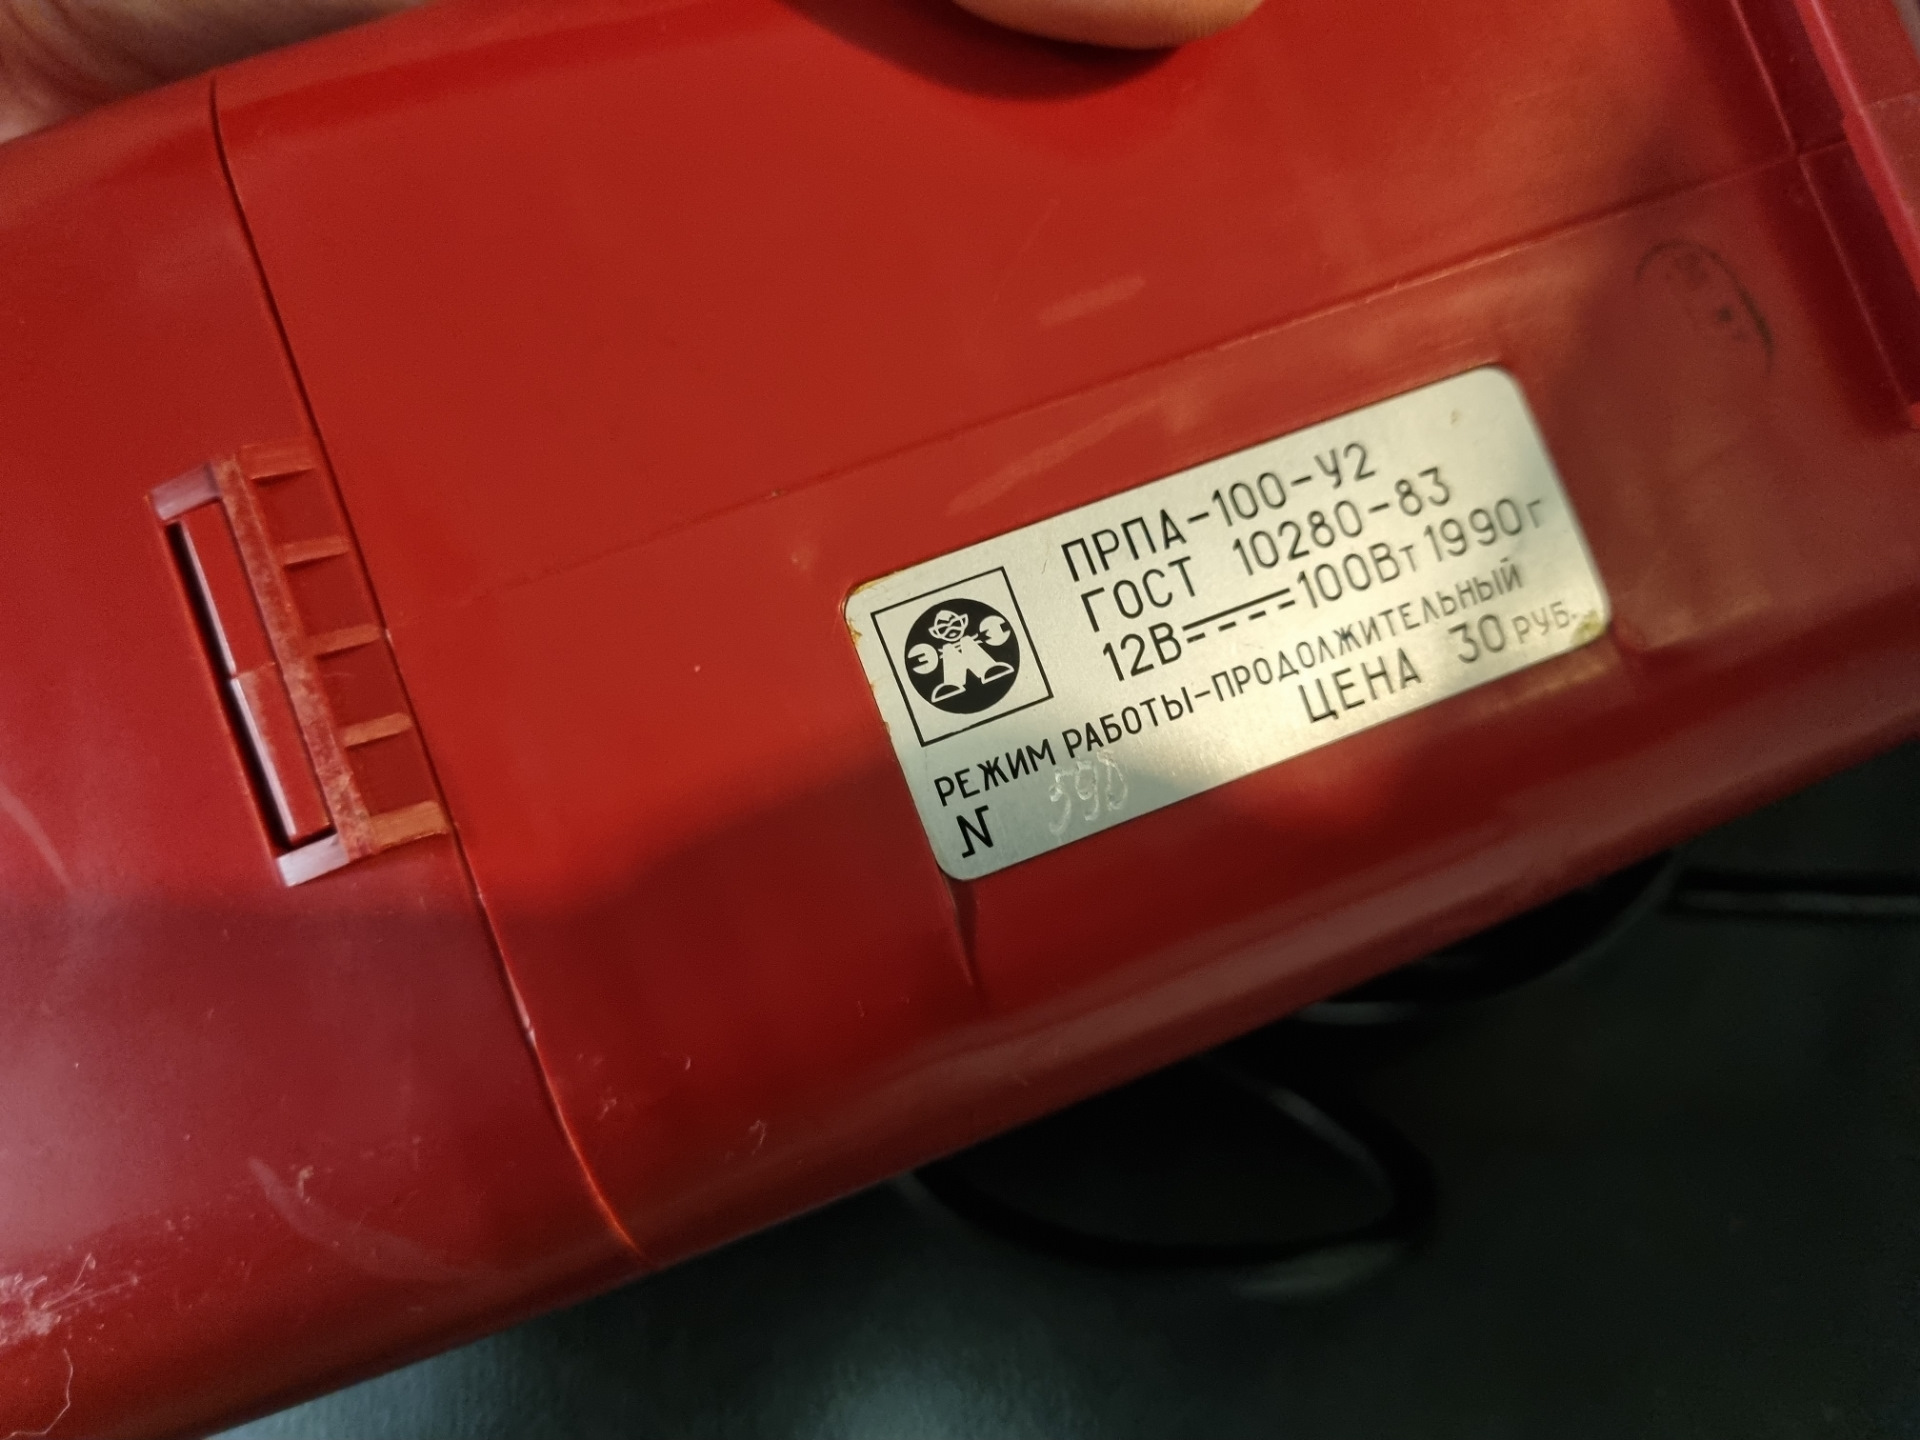 ПРПА-100-У2
ГОСТ 10280-83
12В 100Вт 1990г
РЕЖИМ РАБОТЫ-ПРОДОЛЖИТЕЛЬНЫЙ
ЦЕНА 30 РУБ.
N